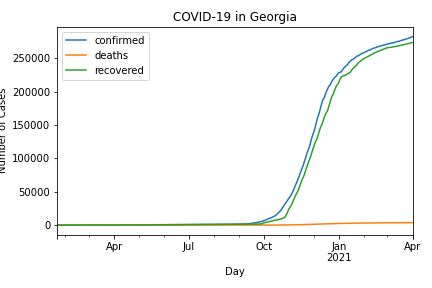 COVID-19 in Georgia
confirmed
deaths
recovered
250000
200000
150000
100000
50000
0
Number of Cases
Apr
Jul
Oct
Jan
2021
Apr
Day